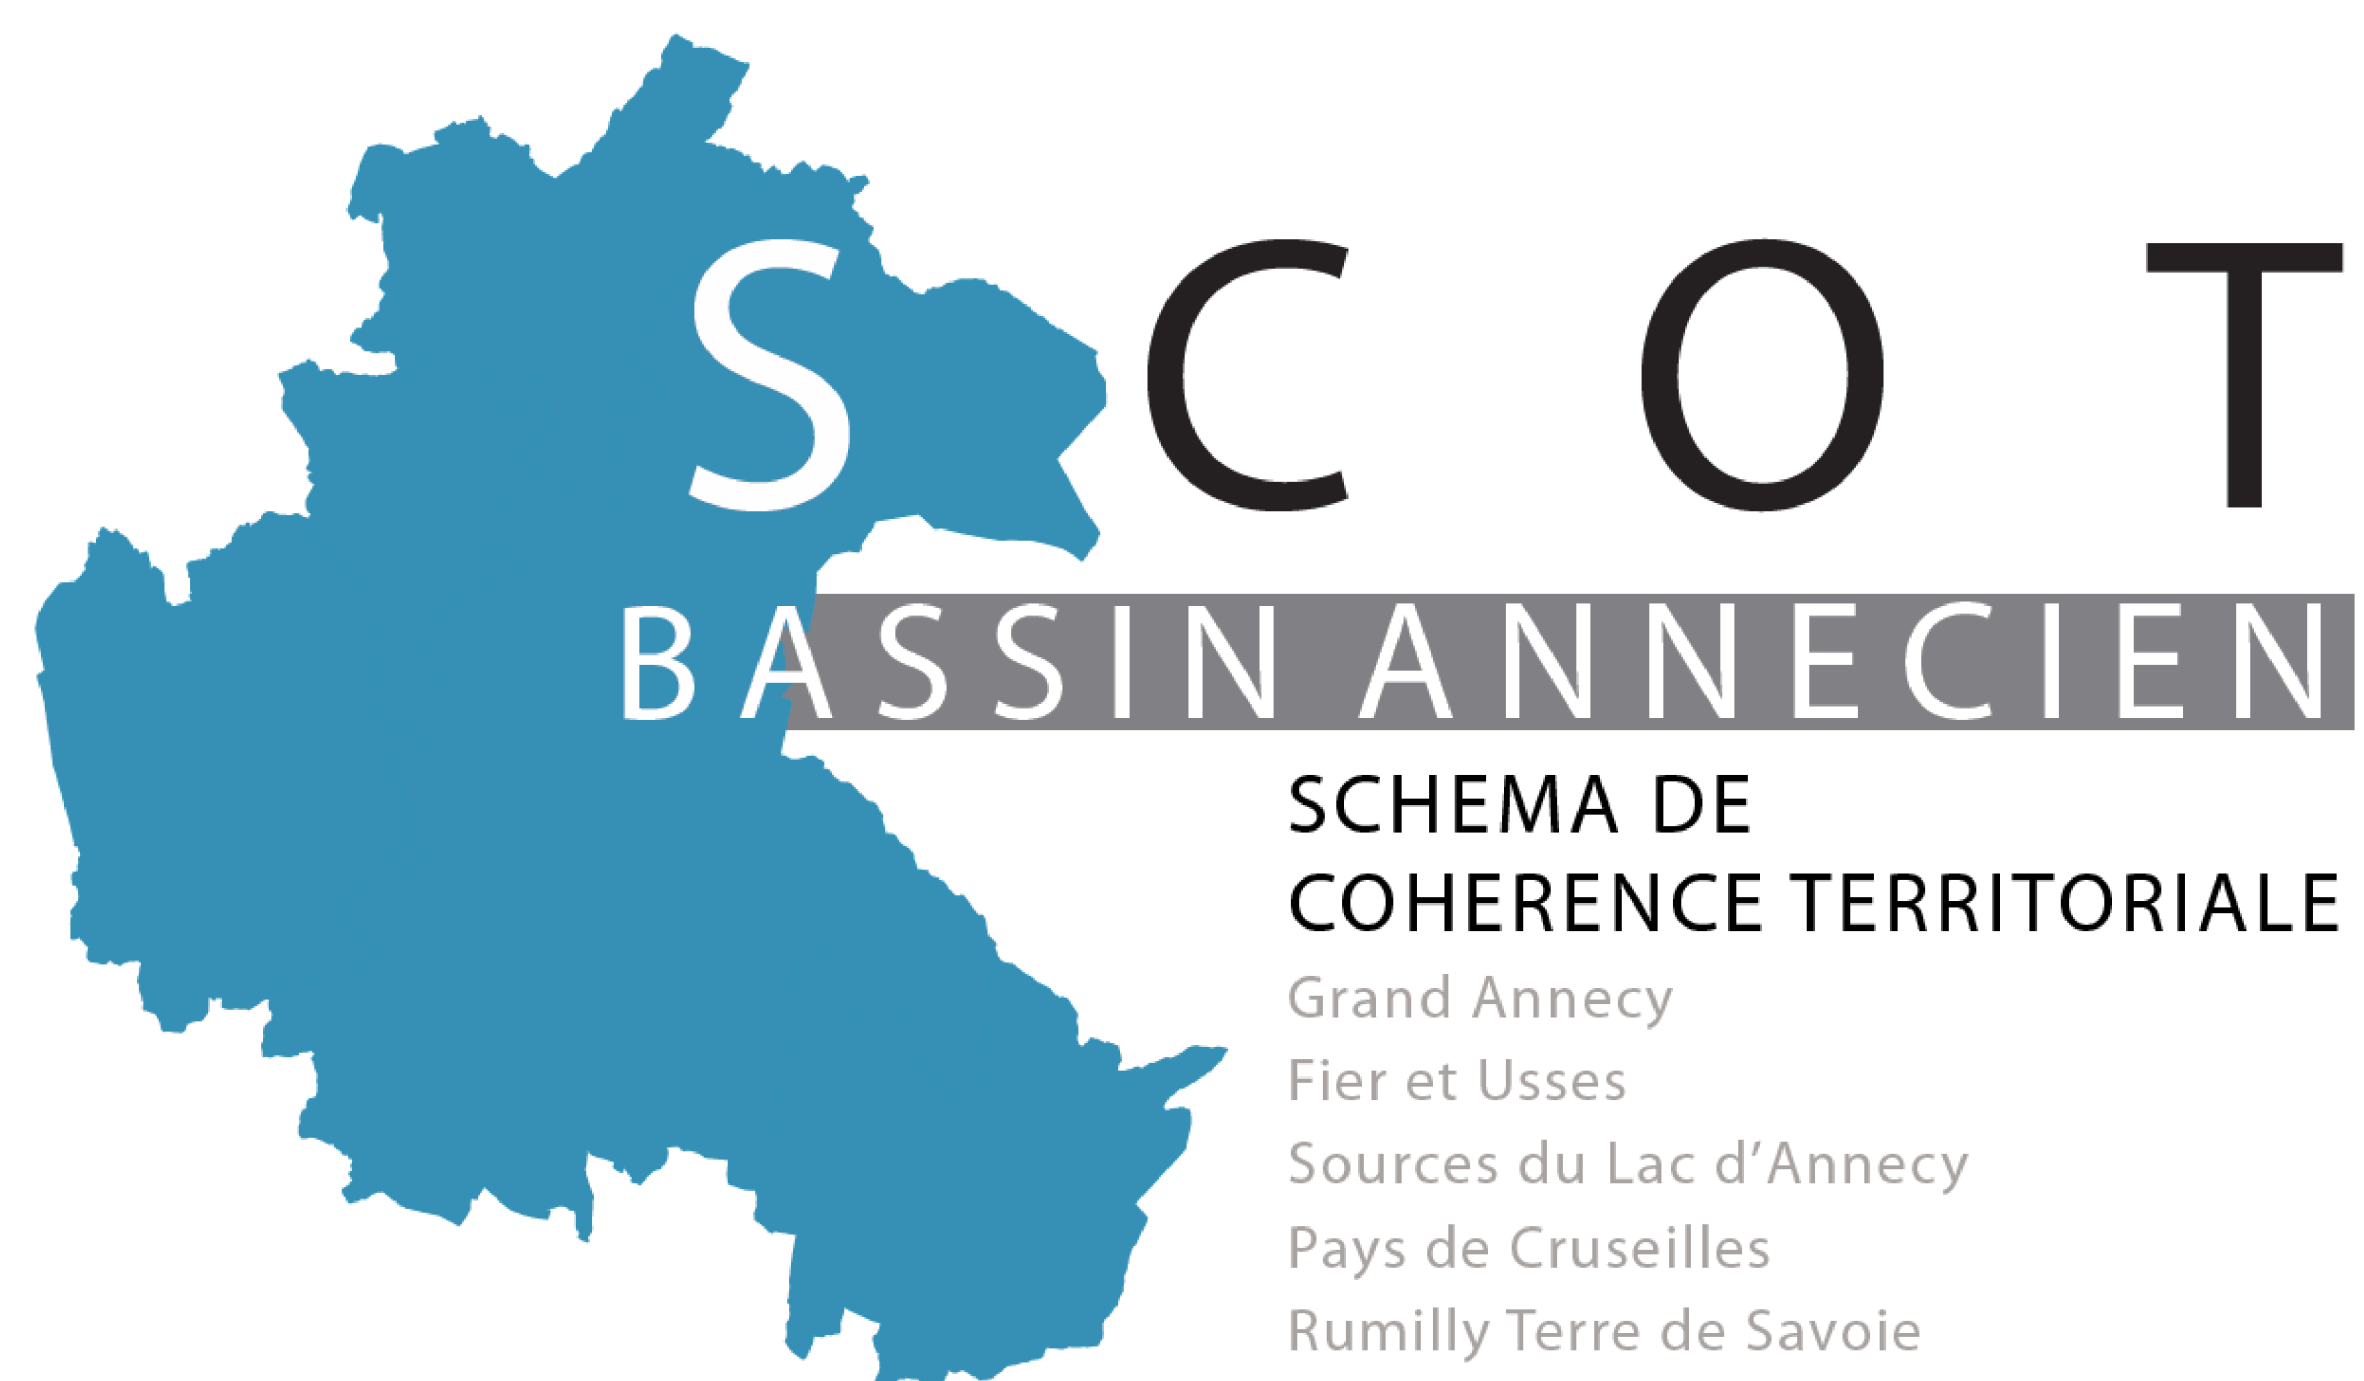 SCOT
BASSIN ANNECIEN
SCHEMA DE
COHERENCE TERRITORIALE
Grand Annecy
Fier et Usses
Sources du Lac d’Annecy
Pays de Cruseilles
Rumilly Terre de Savoie